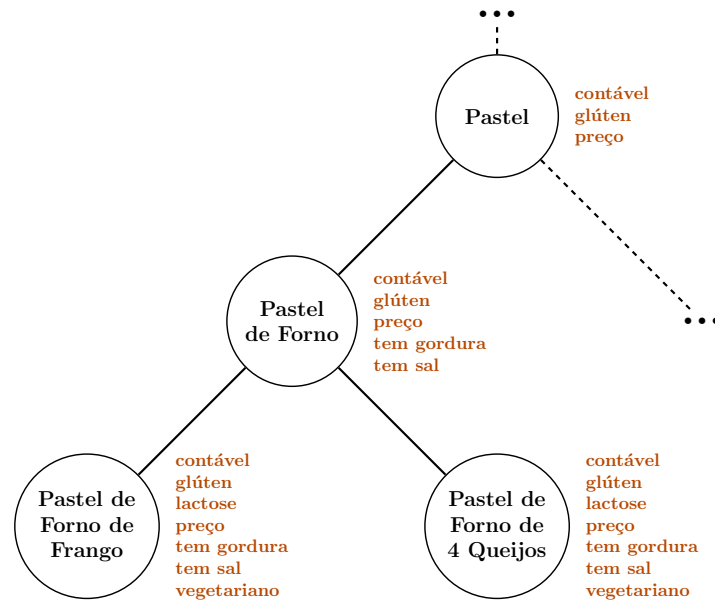 Pastel
contável
glúten
preço
Pastel
de Forno
contável
glúten
preço
tem gordura
tem sal
Pastel de
Forno de
Frango
contável
glúten
lactose
preço
tem gordura
tem sal
vegetariano
Pastel de
Forno de
4 Queijos
contável
glúten
lactose
preço
tem gordura
tem sal
vegetariano